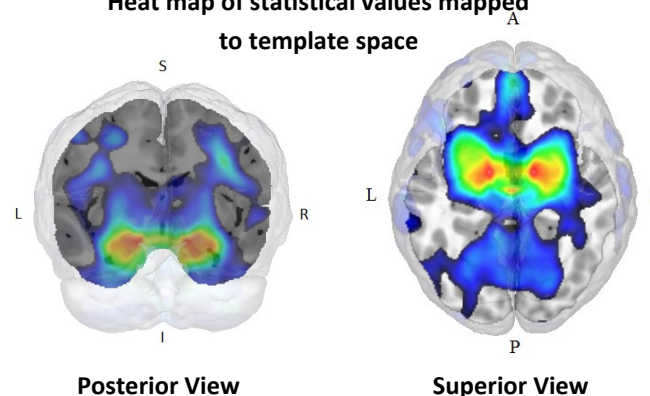 Heat map of statistical values mapped
to template space
S
A
L
R
L
I
P
Posterior View
Superior View